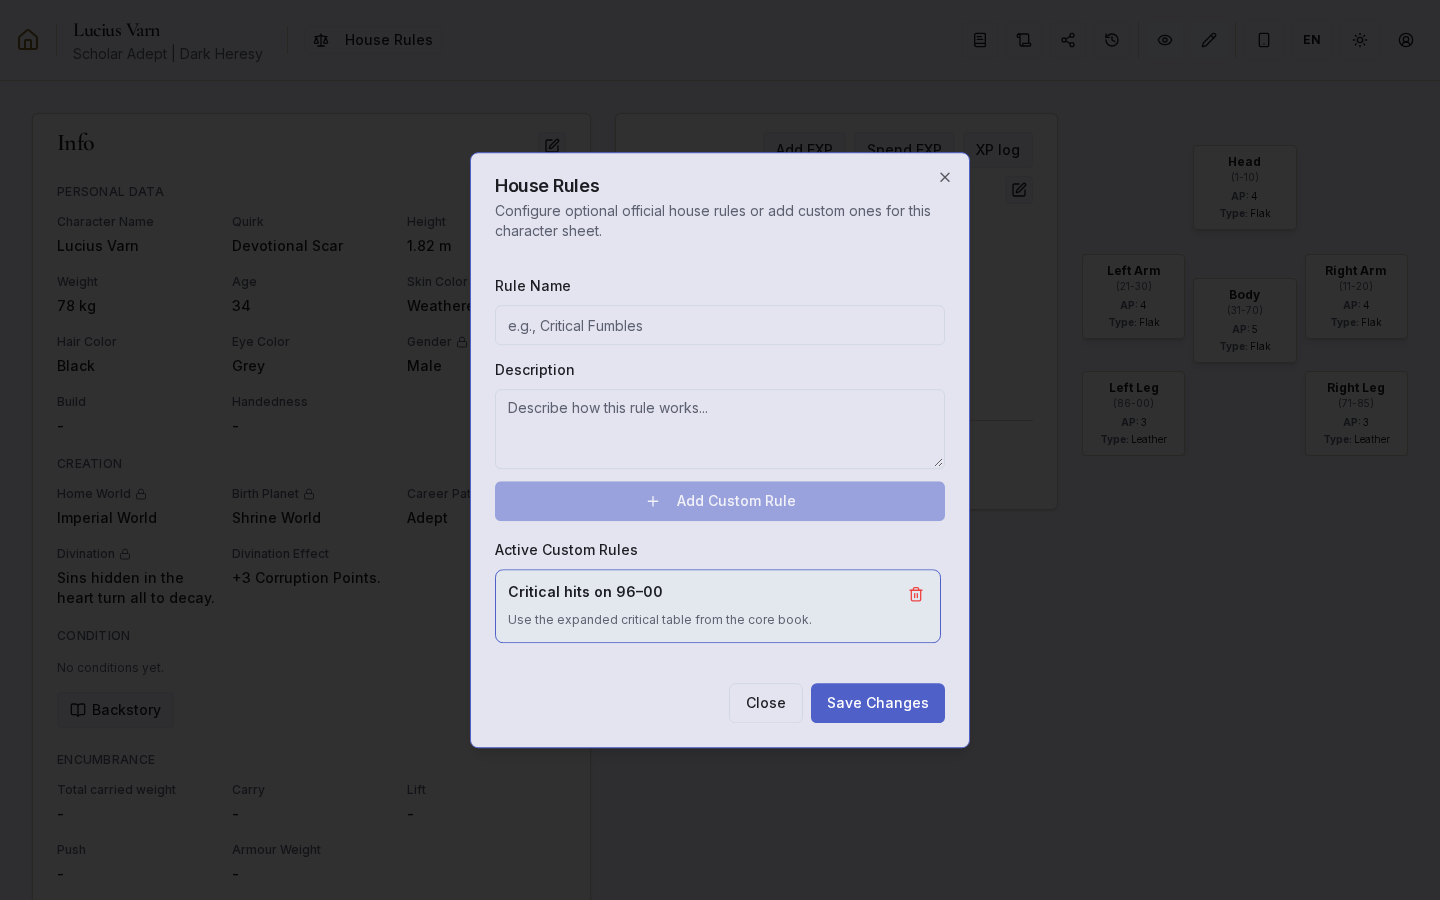 Lucius Varn
Scholar Adept | Dark Heresy
House Rules
EN
Info
PERSONAL DATA
Character Name
Quirk
Height
Lucius Varn
Devotional Scar
1.82 m
Weight
Age
Skin Color
78 kg
34
Hair Color
Eye Color
Gender
Black
Grey
Male
Build
Handedness
-
-
CREATION
Home World
Birth Planet
Imperial World
Shrine World
Adept
Divination
Divination Effect
Sins hidden in the
heart turn all to decay.
+3 Corruption Points.
CONDITION
No conditions yet.
Backstory
ENCUMBRANCE
Total carried weight
Carry
Lift
-
-
-
Push
Armour Weight
-
-
Add EXP
Spend EXP
XP log
House Rules
Configure optional official house rules or add custom ones for this
character sheet.
Rule Name
e.g., Critical Fumbles
Description
Describe how this rule works...
Add Custom Rule
Active Custom Rules
Critical hits on 96–00
Use the expanded critical table from the core book.
Close
Save Changes
Head
(1-10)
AP: 4
Type: Flak
Left Arm
(21-30)
AP: 4
Type: Flak
Body
(31-70)
AP: 5
Type: Flak
Right Arm
(11-20)
AP: 4
Type: Flak
Left Leg
(66-00)
AP: 3
Type: Leather
Right Leg
(71-85)
AP: 3
Type: Leather